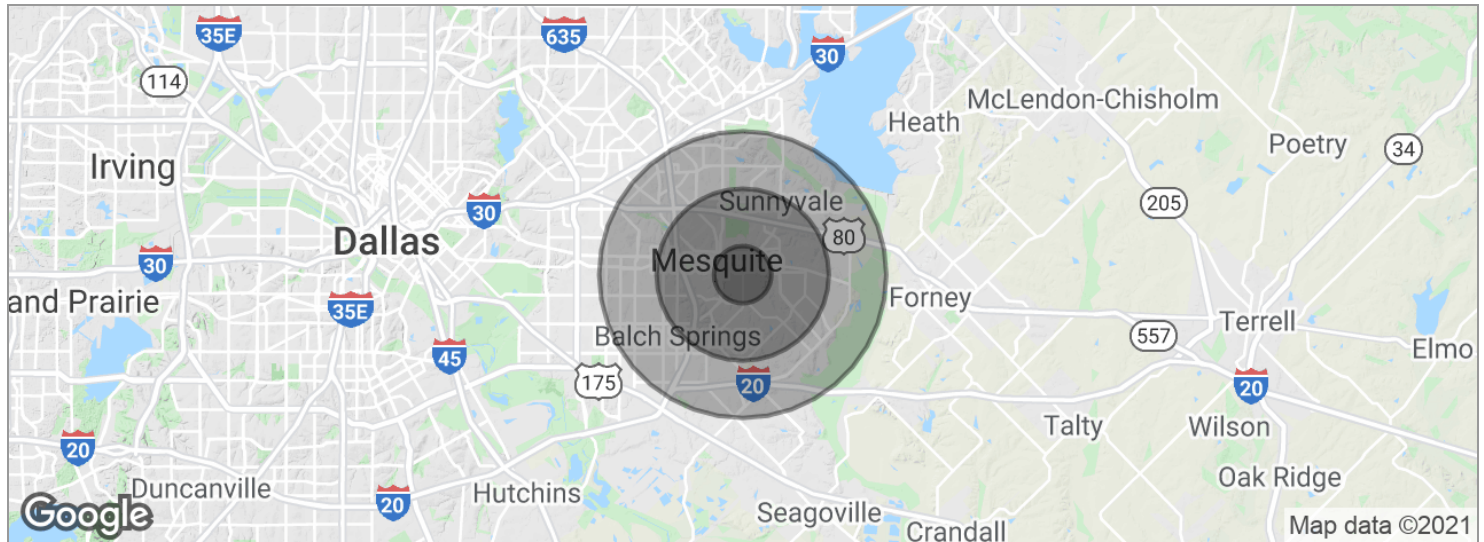 35E
635
30
114
McLendon-Chisholm
Heath
Poetry
34
Irving
Sunnyvale
205
30
80
Dallas
Mesquite
30
and Prairie
35E
Forney
Terrell
Balch Springs
557
Elmo
45
175
20
20
Talty
Wilson
20
Oak Ridge
Duncanville
Hutchins
20
Seagoville
Google
Crandall
Map data ©2021